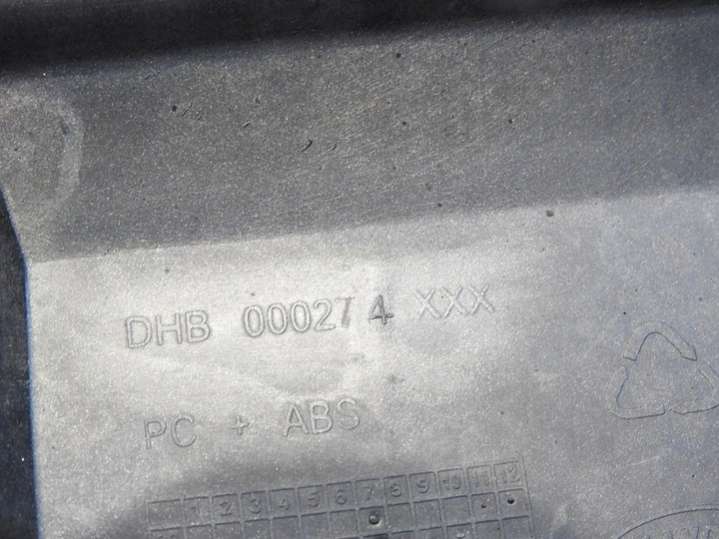 DHB 000274 XXX
PC + ABS
1 2 3 4 5 6 7 8 9 10 11 12